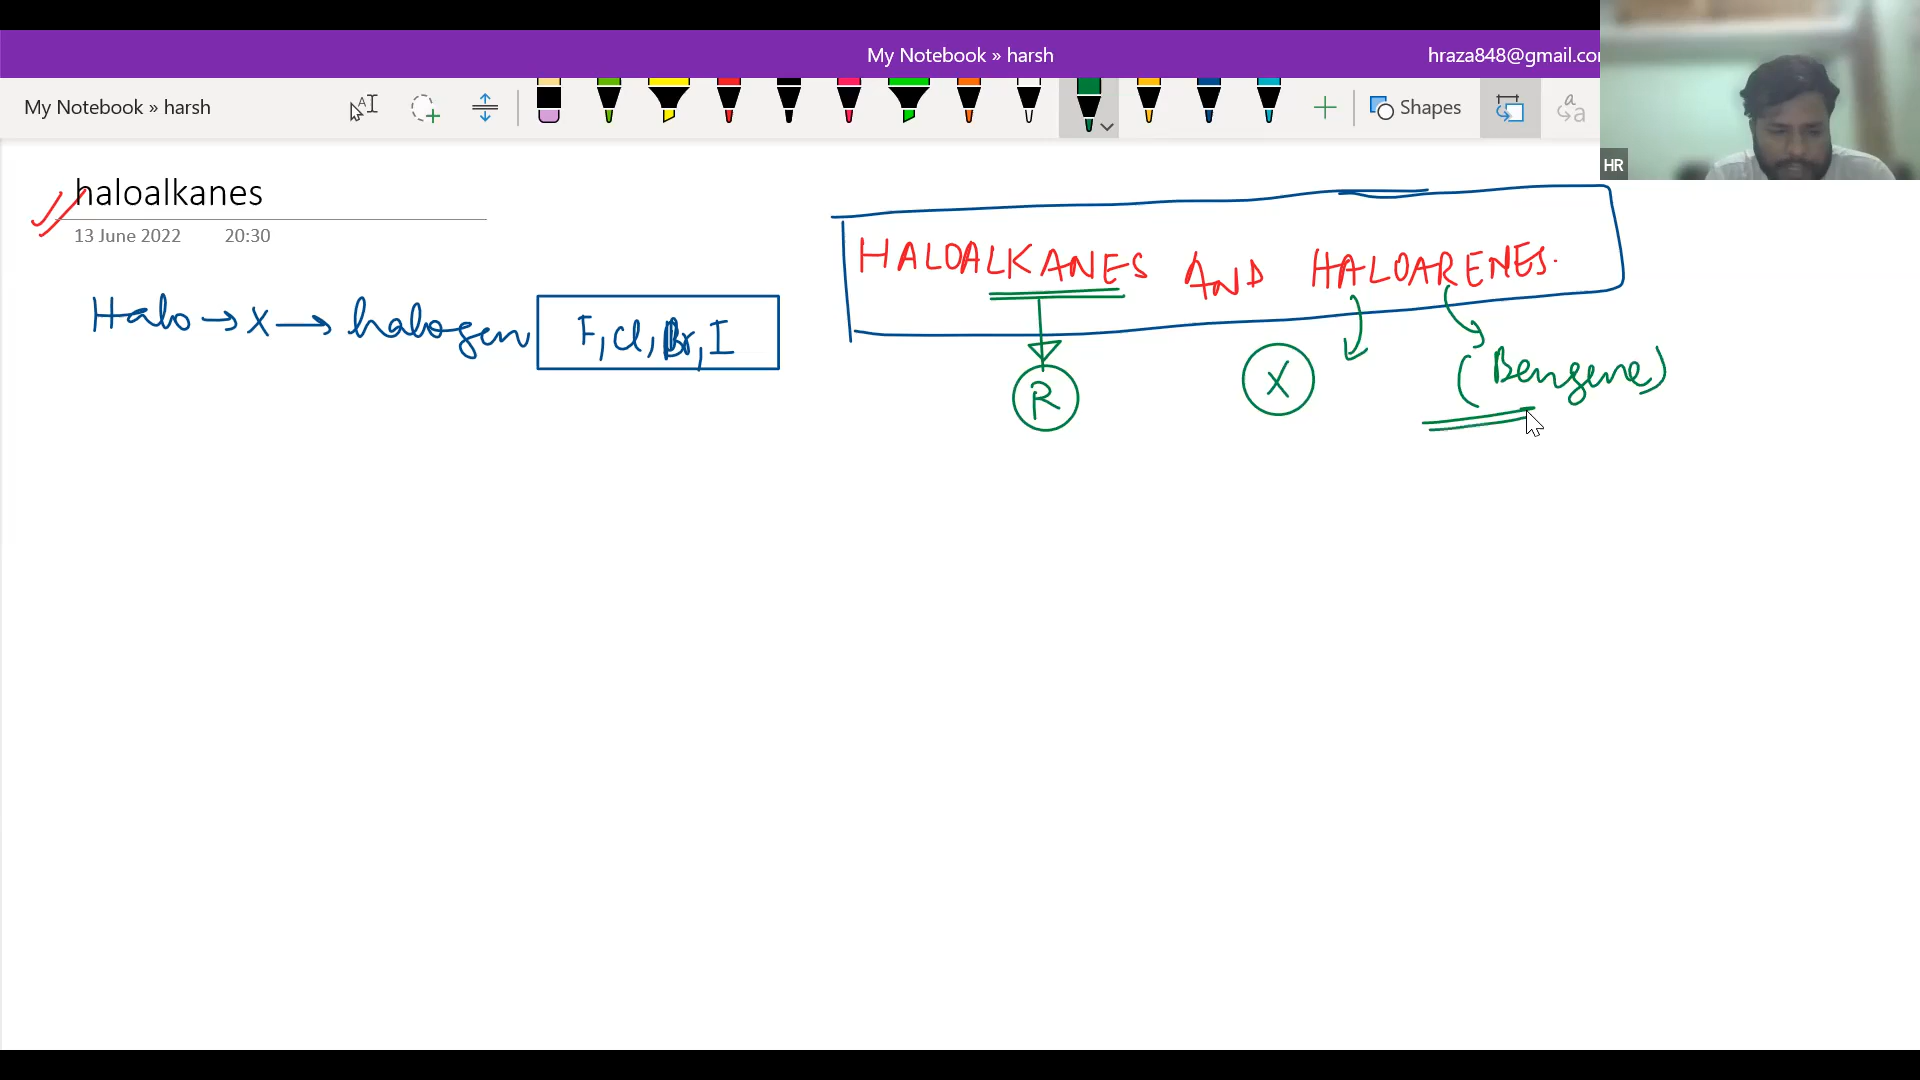 My Notebook » harsh
hraza848@gmail.co
My Notebook » harsh
Shapes
HR
haloalkanes
13 June 2022 20:30
HALOALKANES AND HALOARENES.
Halo → X → halogen F, Cl, Br, I
R
X
(Benzene)